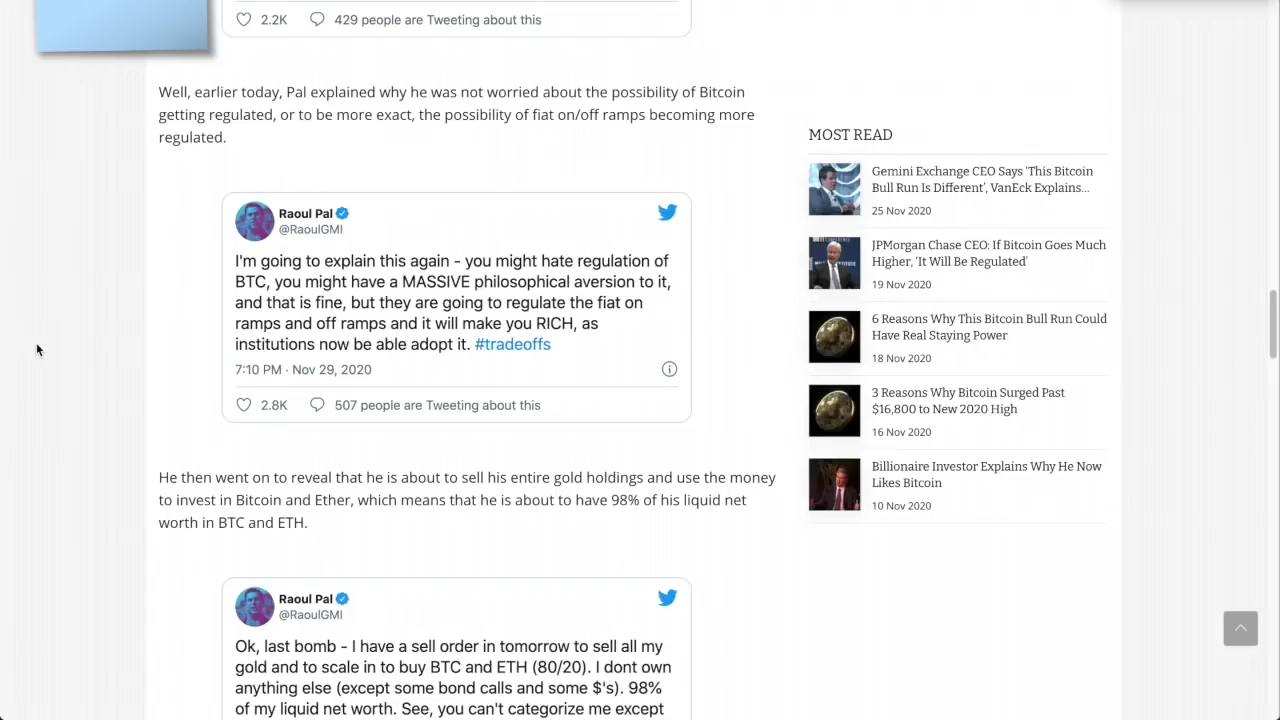 2.2K 429 people are Tweeting about this
Well, earlier today, Pal explained why he was not worried about the possibility of Bitcoin
getting regulated, or to be more exact, the possibility of fiat on/off ramps becoming more
regulated.
Raoul Pal
@RaoulGMI
I'm going to explain this again - you might hate regulation of
BTC, you might have a MASSIVE philosophical aversion to it,
and that is fine, but they are going to regulate the fiat on
ramps and off ramps and it will make you RICH, as
institutions now be able adopt it. #tradeoffs
7:10 PM · Nov 29, 2020
2.8K 507 people are Tweeting about this
He then went on to reveal that he is about to sell his entire gold holdings and use the money
to invest in Bitcoin and Ether, which means that he is about to have 98% of his liquid net
worth in BTC and ETH.
Raoul Pal
@RaoulGMI
Ok, last bomb - I have a sell order in tomorrow to sell all my
gold and to scale in to buy BTC and ETH (80/20). I dont own
anything else (except some bond calls and some $'s). 98%
of my liquid net worth. See, you can't categorize me except
MOST READ
Gemini Exchange CEO Says 'This Bitcoin
Bull Run Is Different', VanEck Explains...
25 Nov 2020
JPMorgan Chase CEO: If Bitcoin Goes Much
Higher, 'It Will Be Regulated'
19 Nov 2020
6 Reasons Why This Bitcoin Bull Run Could
Have Real Staying Power
18 Nov 2020
3 Reasons Why Bitcoin Surged Past
$16,800 to New 2020 High
16 Nov 2020
Billionaire Investor Explains Why He Now
Likes Bitcoin
10 Nov 2020